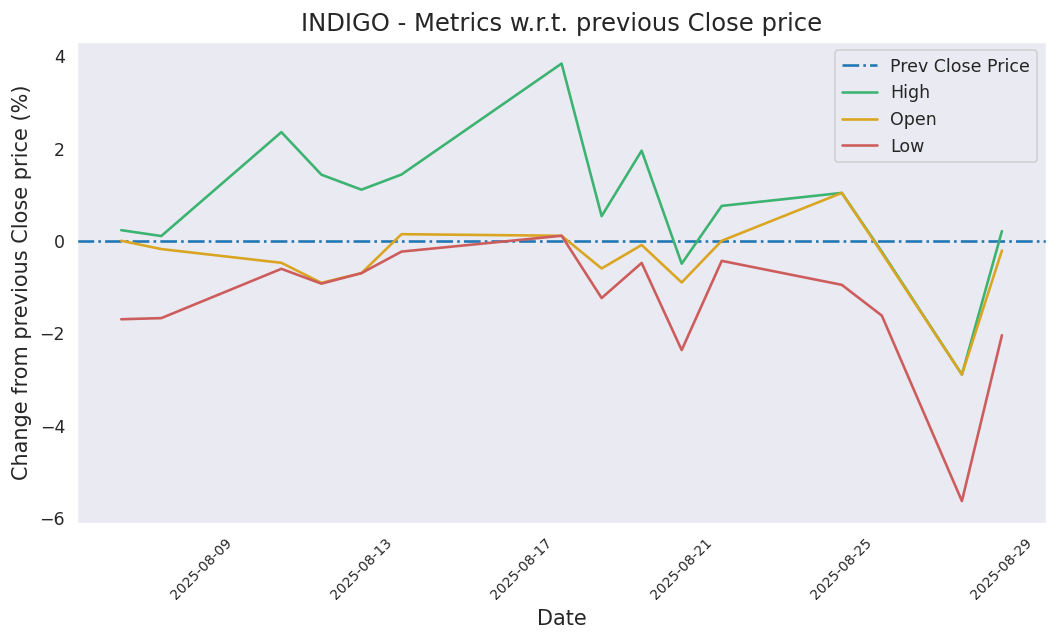 INDIGO - Metrics w.r.t. previous Close price
Change from previous Close price (%)
4
2
0
−2
−4
−6
Prev Close Price
High
Open
Low
2025-08-09
2025-08-13
2025-08-17
2025-08-21
2025-08-25
2025-08-29
Date